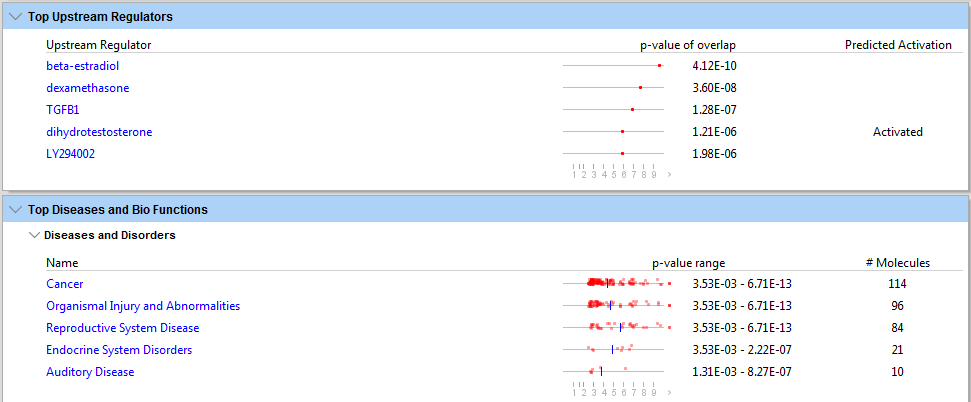 Top Upstream Regulators
Upstream Regulator p-value of overlap Predicted Activation
beta-estradiol 4.12E-10
dexamethasone 3.60E-08
TGFB1 1.28E-07
dihydrotestosterone 1.21E-06 Activated
LY294002 1.98E-06
1 2 3 4 5 6 7 8 9 >
Top Diseases and Bio Functions
Diseases and Disorders
Name p-value range # Molecules
Cancer 3.53E-03 - 6.71E-13 114
Organismal Injury and Abnormalities 3.53E-03 - 6.71E-13 96
Reproductive System Disease 3.53E-03 - 6.71E-13 84
Endocrine System Disorders 3.53E-03 - 2.22E-07 21
Auditory Disease 1.31E-03 - 8.27E-07 10
1 2 3 4 5 6 7 8 9 >